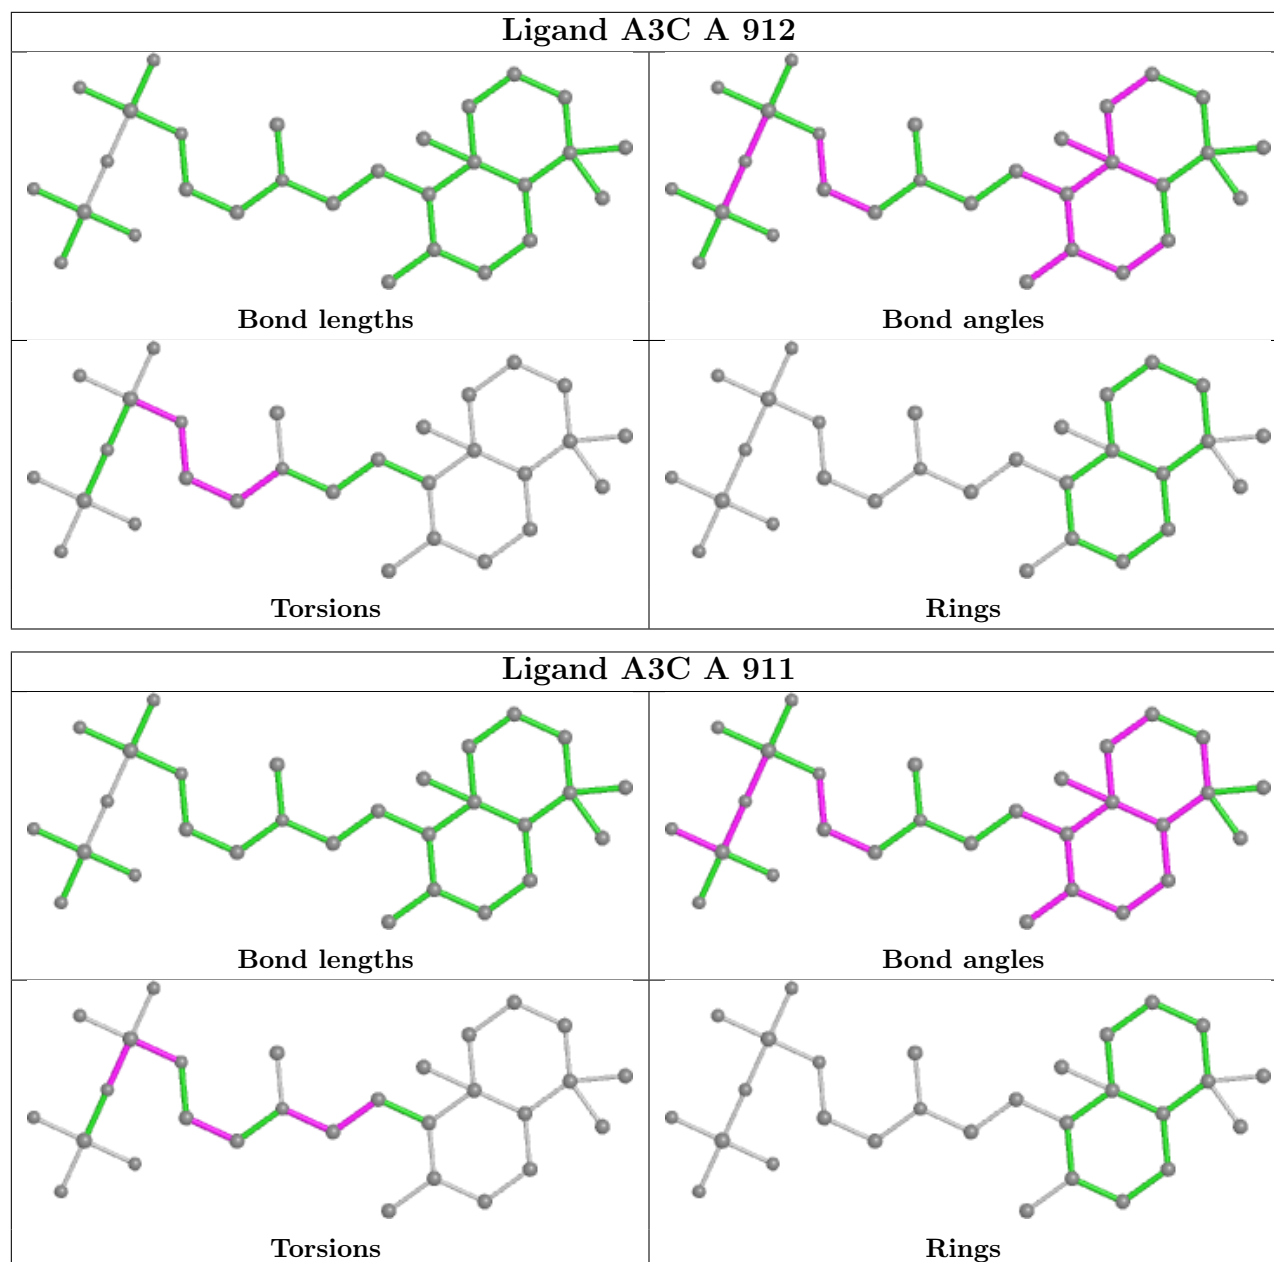 Ligand A3C A 912
Bond lengths
Bond angles
Torsions
Rings
Ligand A3C A 911
Bond lengths
Bond angles
Torsions
Rings